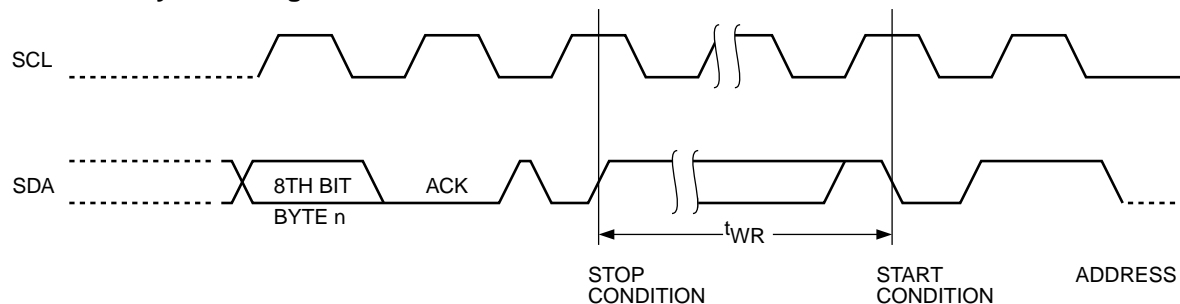 SCL
SDA
8TH BIT
ACK
BYTE n
tWR
STOP
CONDITION
START
CONDITION
ADDRESS